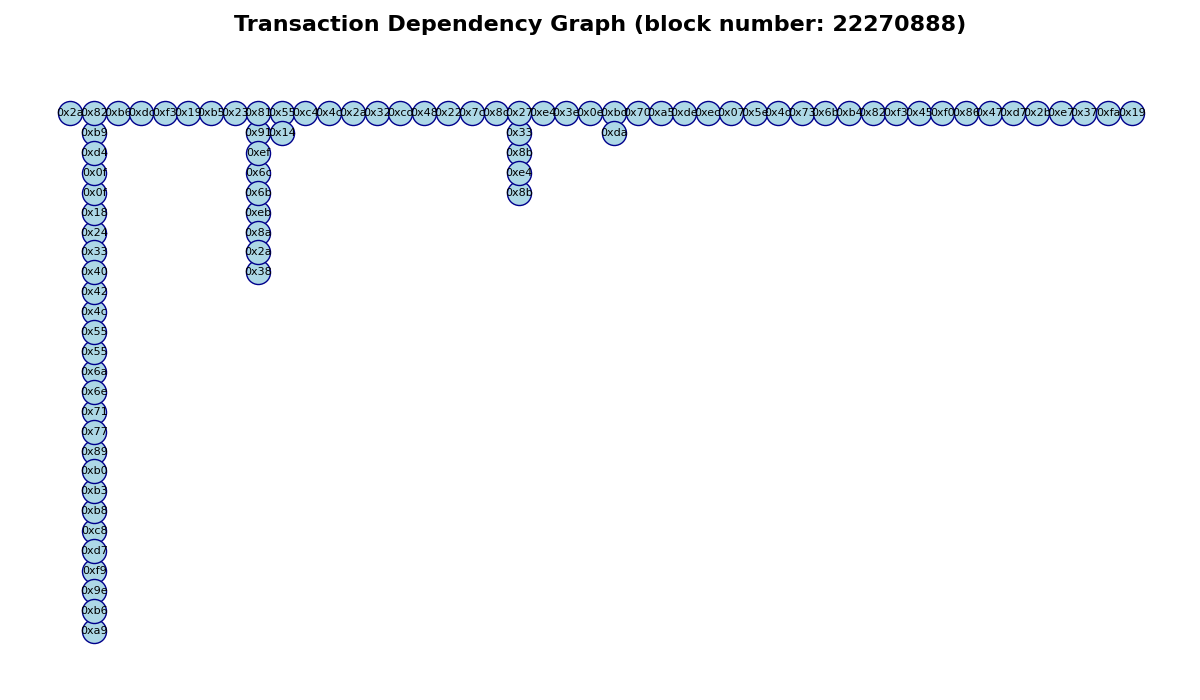 Transaction Dependency Graph (block number: 22270888)
0x2a 0x82 0xb6 0xdc 0xf3 0x19 0xb5 0x23 0x81 0x55 0xc4 0x4c 0x2a 0x32 0xcc 0x48 0x22 0x7c 0x8c 0x27 0xe4 0x3e 0x0e 0xbd 0x70 0xa5 0xde 0xec 0x07 0x5e 0x4d 0x73 0x6b 0xb4 0x82 0xf3 0x45 0xf0 0x86 0x47 0xd7 0x2b 0xe7 0x37 0xfa 0x19
0xb9 0x91 0x14 0x33 0xda
0xd4 0xef 0x8b
0x0f 0x6c 0xe4
0x0f 0x6b 0x8b
0x18 0xeb
0x24 0x8a
0x33 0x2a
0x40 0x38
0x42
0x4c
0x55
0x55
0x6a
0x6e
0x71
0x77
0x89
0xb0
0xb3
0xb8
0xc8
0xd7
0xf9
0x9e
0xb6
0xa9